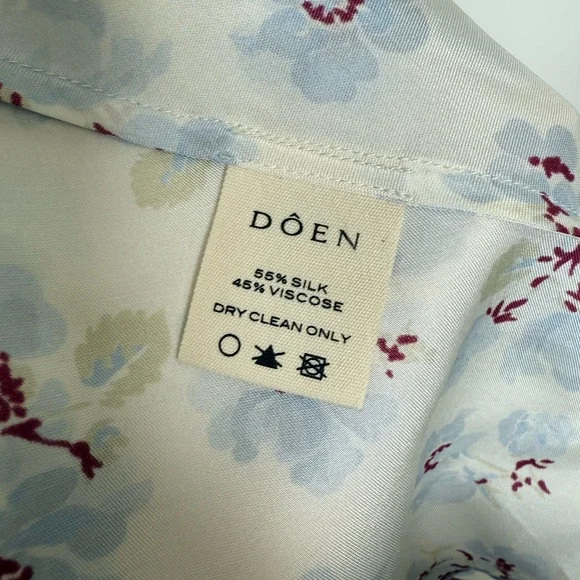 DÔEN
55% SILK
45% VISCOSE
DRY CLEAN ONLY